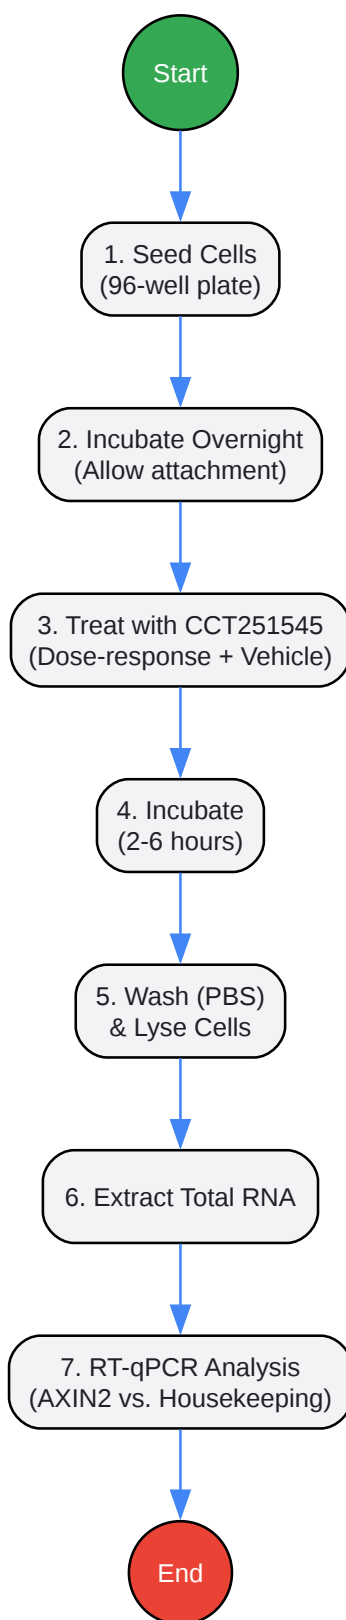 Start
1. Seed Cells
(96-well plate)
2. Incubate Overnight
(Allow attachment)
3. Treat with CCT251545
(Dose-response + Vehicle)
4. Incubate
(2-6 hours)
5. Wash (PBS)
& Lyse Cells
6. Extract Total RNA
7. RT-qPCR Analysis
(AXIN2 vs. Housekeeping)
End